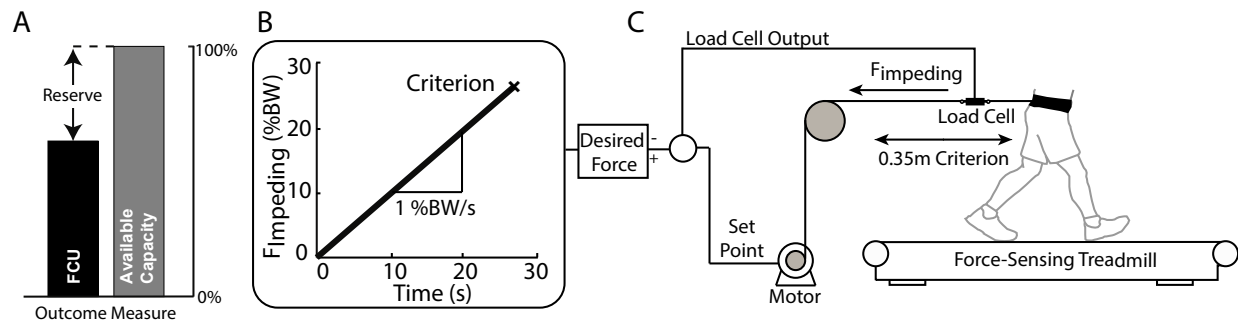 A
100%
Reserve
FCU
Available
Capacity
0%
Outcome Measure
B
Fimpeding (%BW)
30
20
10
0
Criterion
1 %BW/s
0 10 20 30
Time (s)
Desired
Force
-
+
C
Load Cell Output
Fimpeding
Load Cell
0.35m Criterion
Set
Point
Motor
Force-Sensing Treadmill